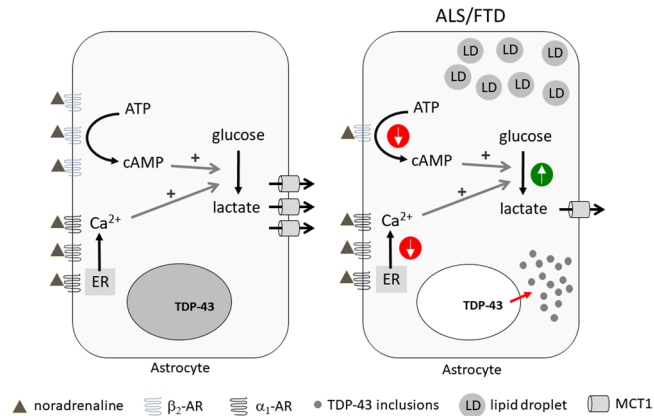 ALS/FTD
ATP
cAMP
+
+
glucose
lactate
Ca2+
ER
TDP-43
Astrocyte
LD
LD
LD
LD
LD
LD
LD
LD
ATP
cAMP
+
+
glucose
lactate
Ca2+
ER
TDP-43
Astrocyte
noradrenaline
β2-AR
α1-AR
TDP-43 inclusions
LD lipid droplet
MCT1